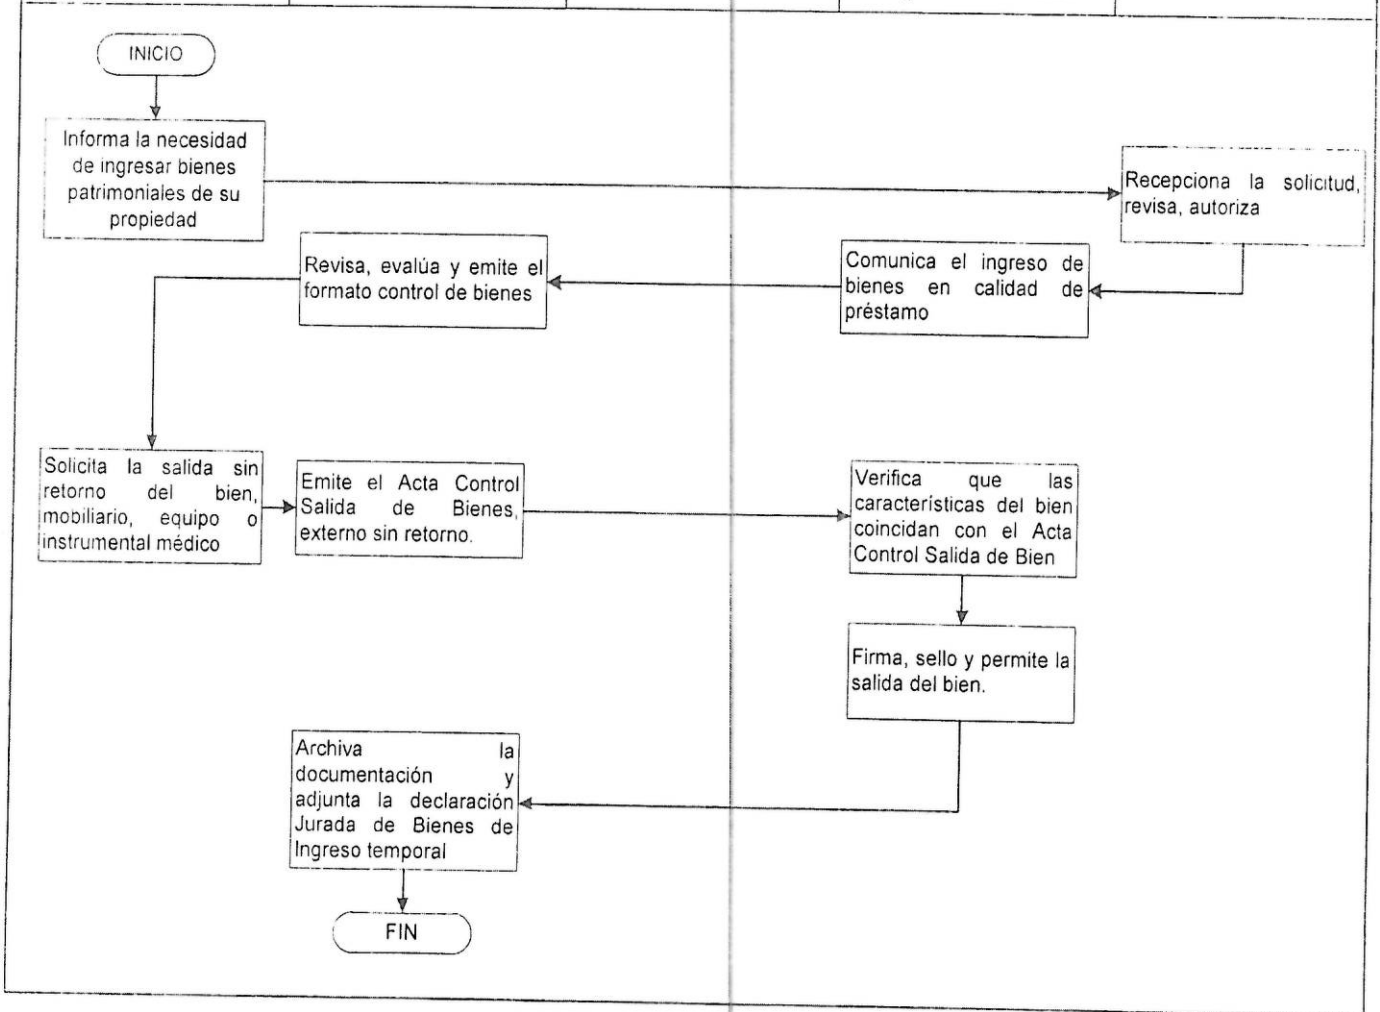 INICIO
Informa la necesidad
de ingresar bienes
patrimoniales de su
propiedad
Recepciona la solicitud,
revisa, autoriza
Comunica el ingreso de
bienes en calidad de
préstamo
Revisa, evalúa y emite el
formato control de bienes
Solicita la salida sin
retorno del bien,
mobiliario, equipo o
instrumental médico
Emite el Acta Control
Salida de Bienes,
externo sin retorno.
Verifica que las
características del bien
coincidan con el Acta
Control Salida de Bien
Firma, sello y permite la
salida del bien.
Archiva la
documentación y
adjunta la declaración
Jurada de Bienes de
Ingreso temporal
FIN